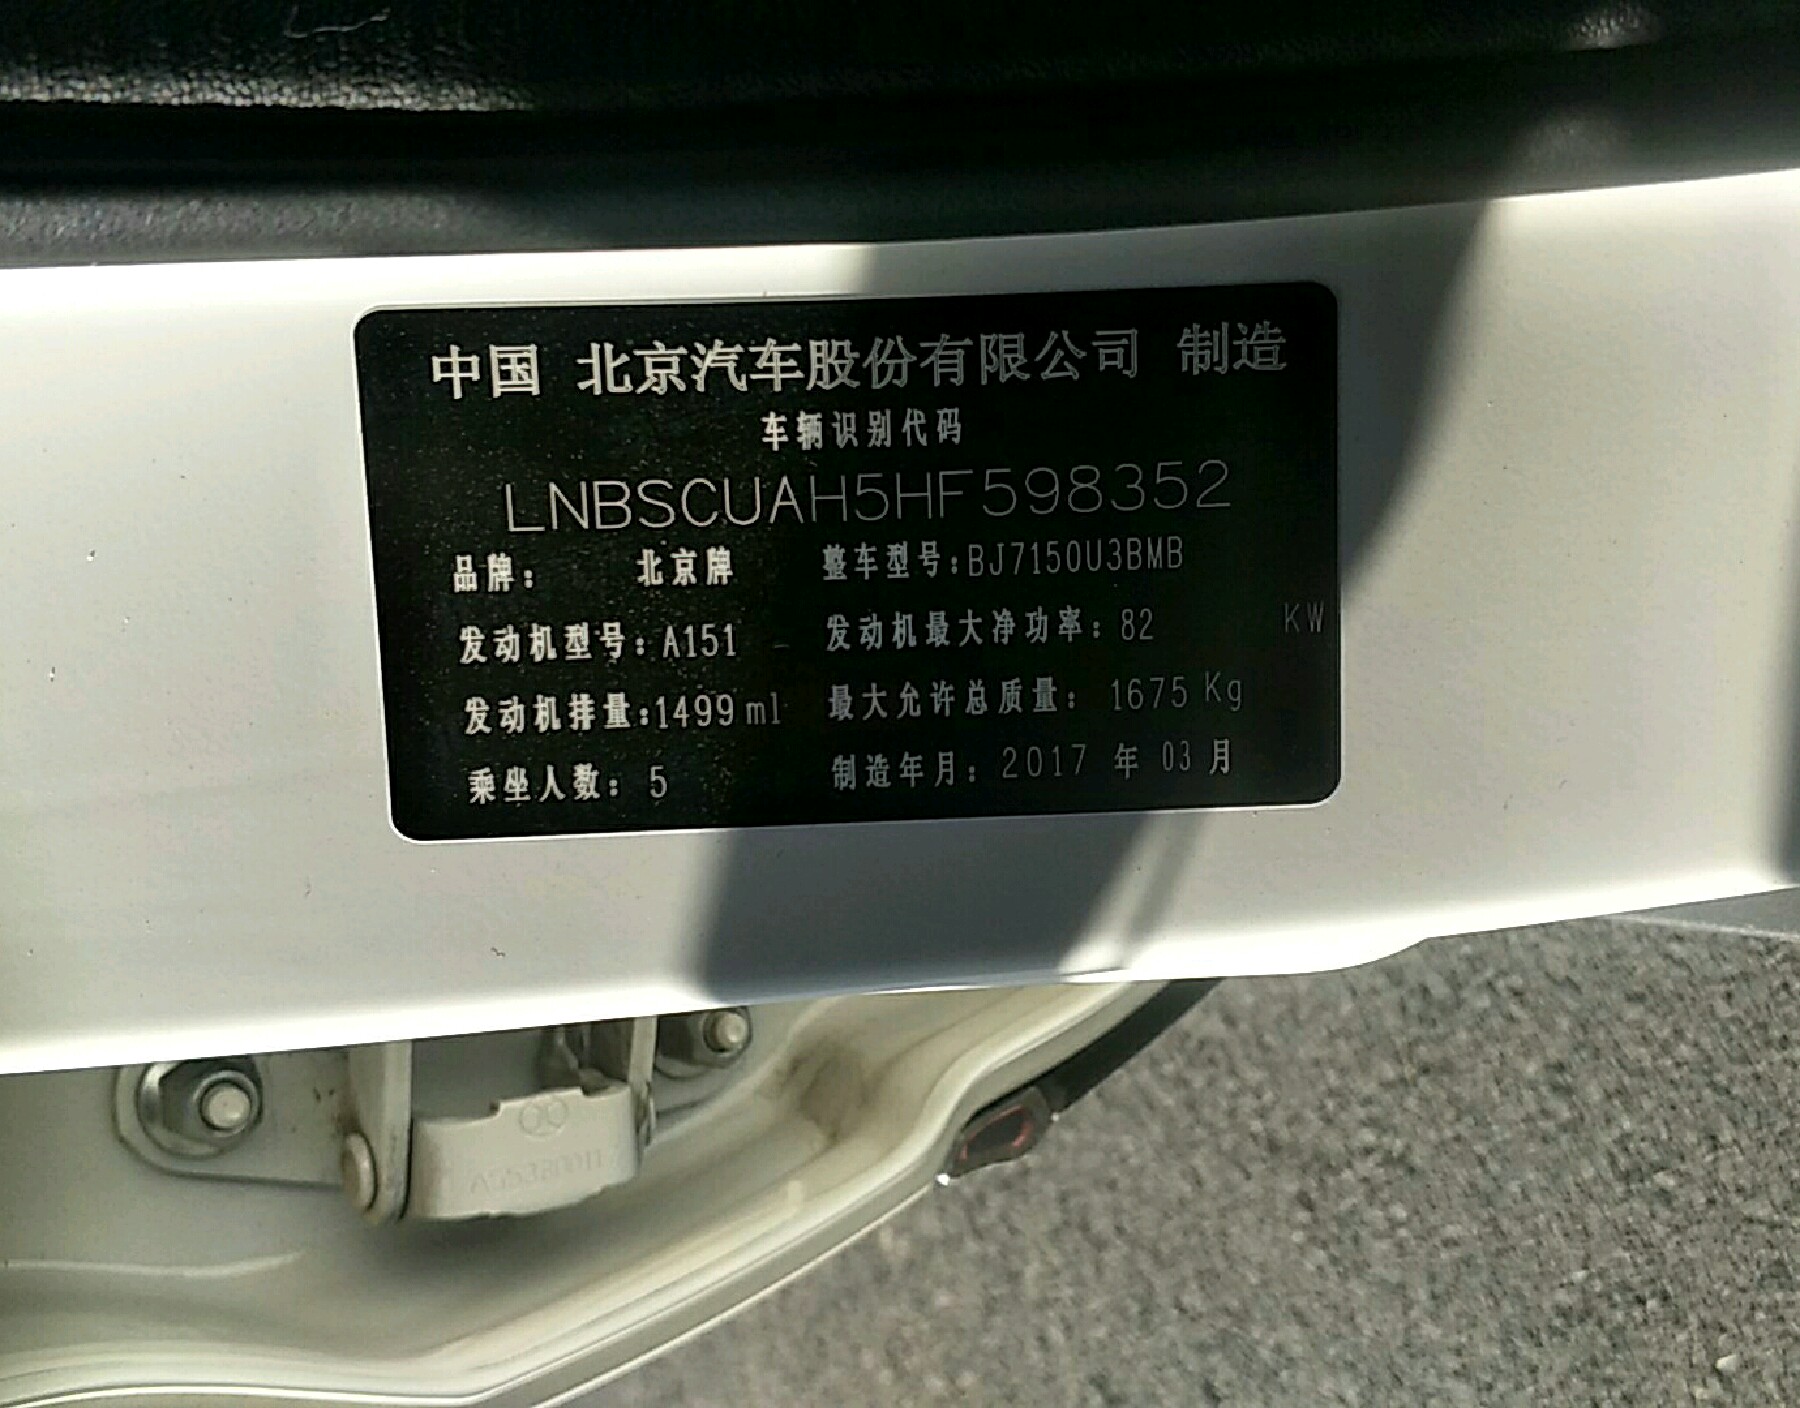 中国 北京汽车股份有限公司 制造
车辆识别代码
LNBSCUAH5HF598352
品牌: 北京牌 整车型号:BJ7150U3BMB
发动机型号:A151 发动机最大净功率:82 KW
发动机排量:1499ml 最大允许总质量: 1675 Kg
乘坐人数: 5 制造年月: 2017 年 03 月